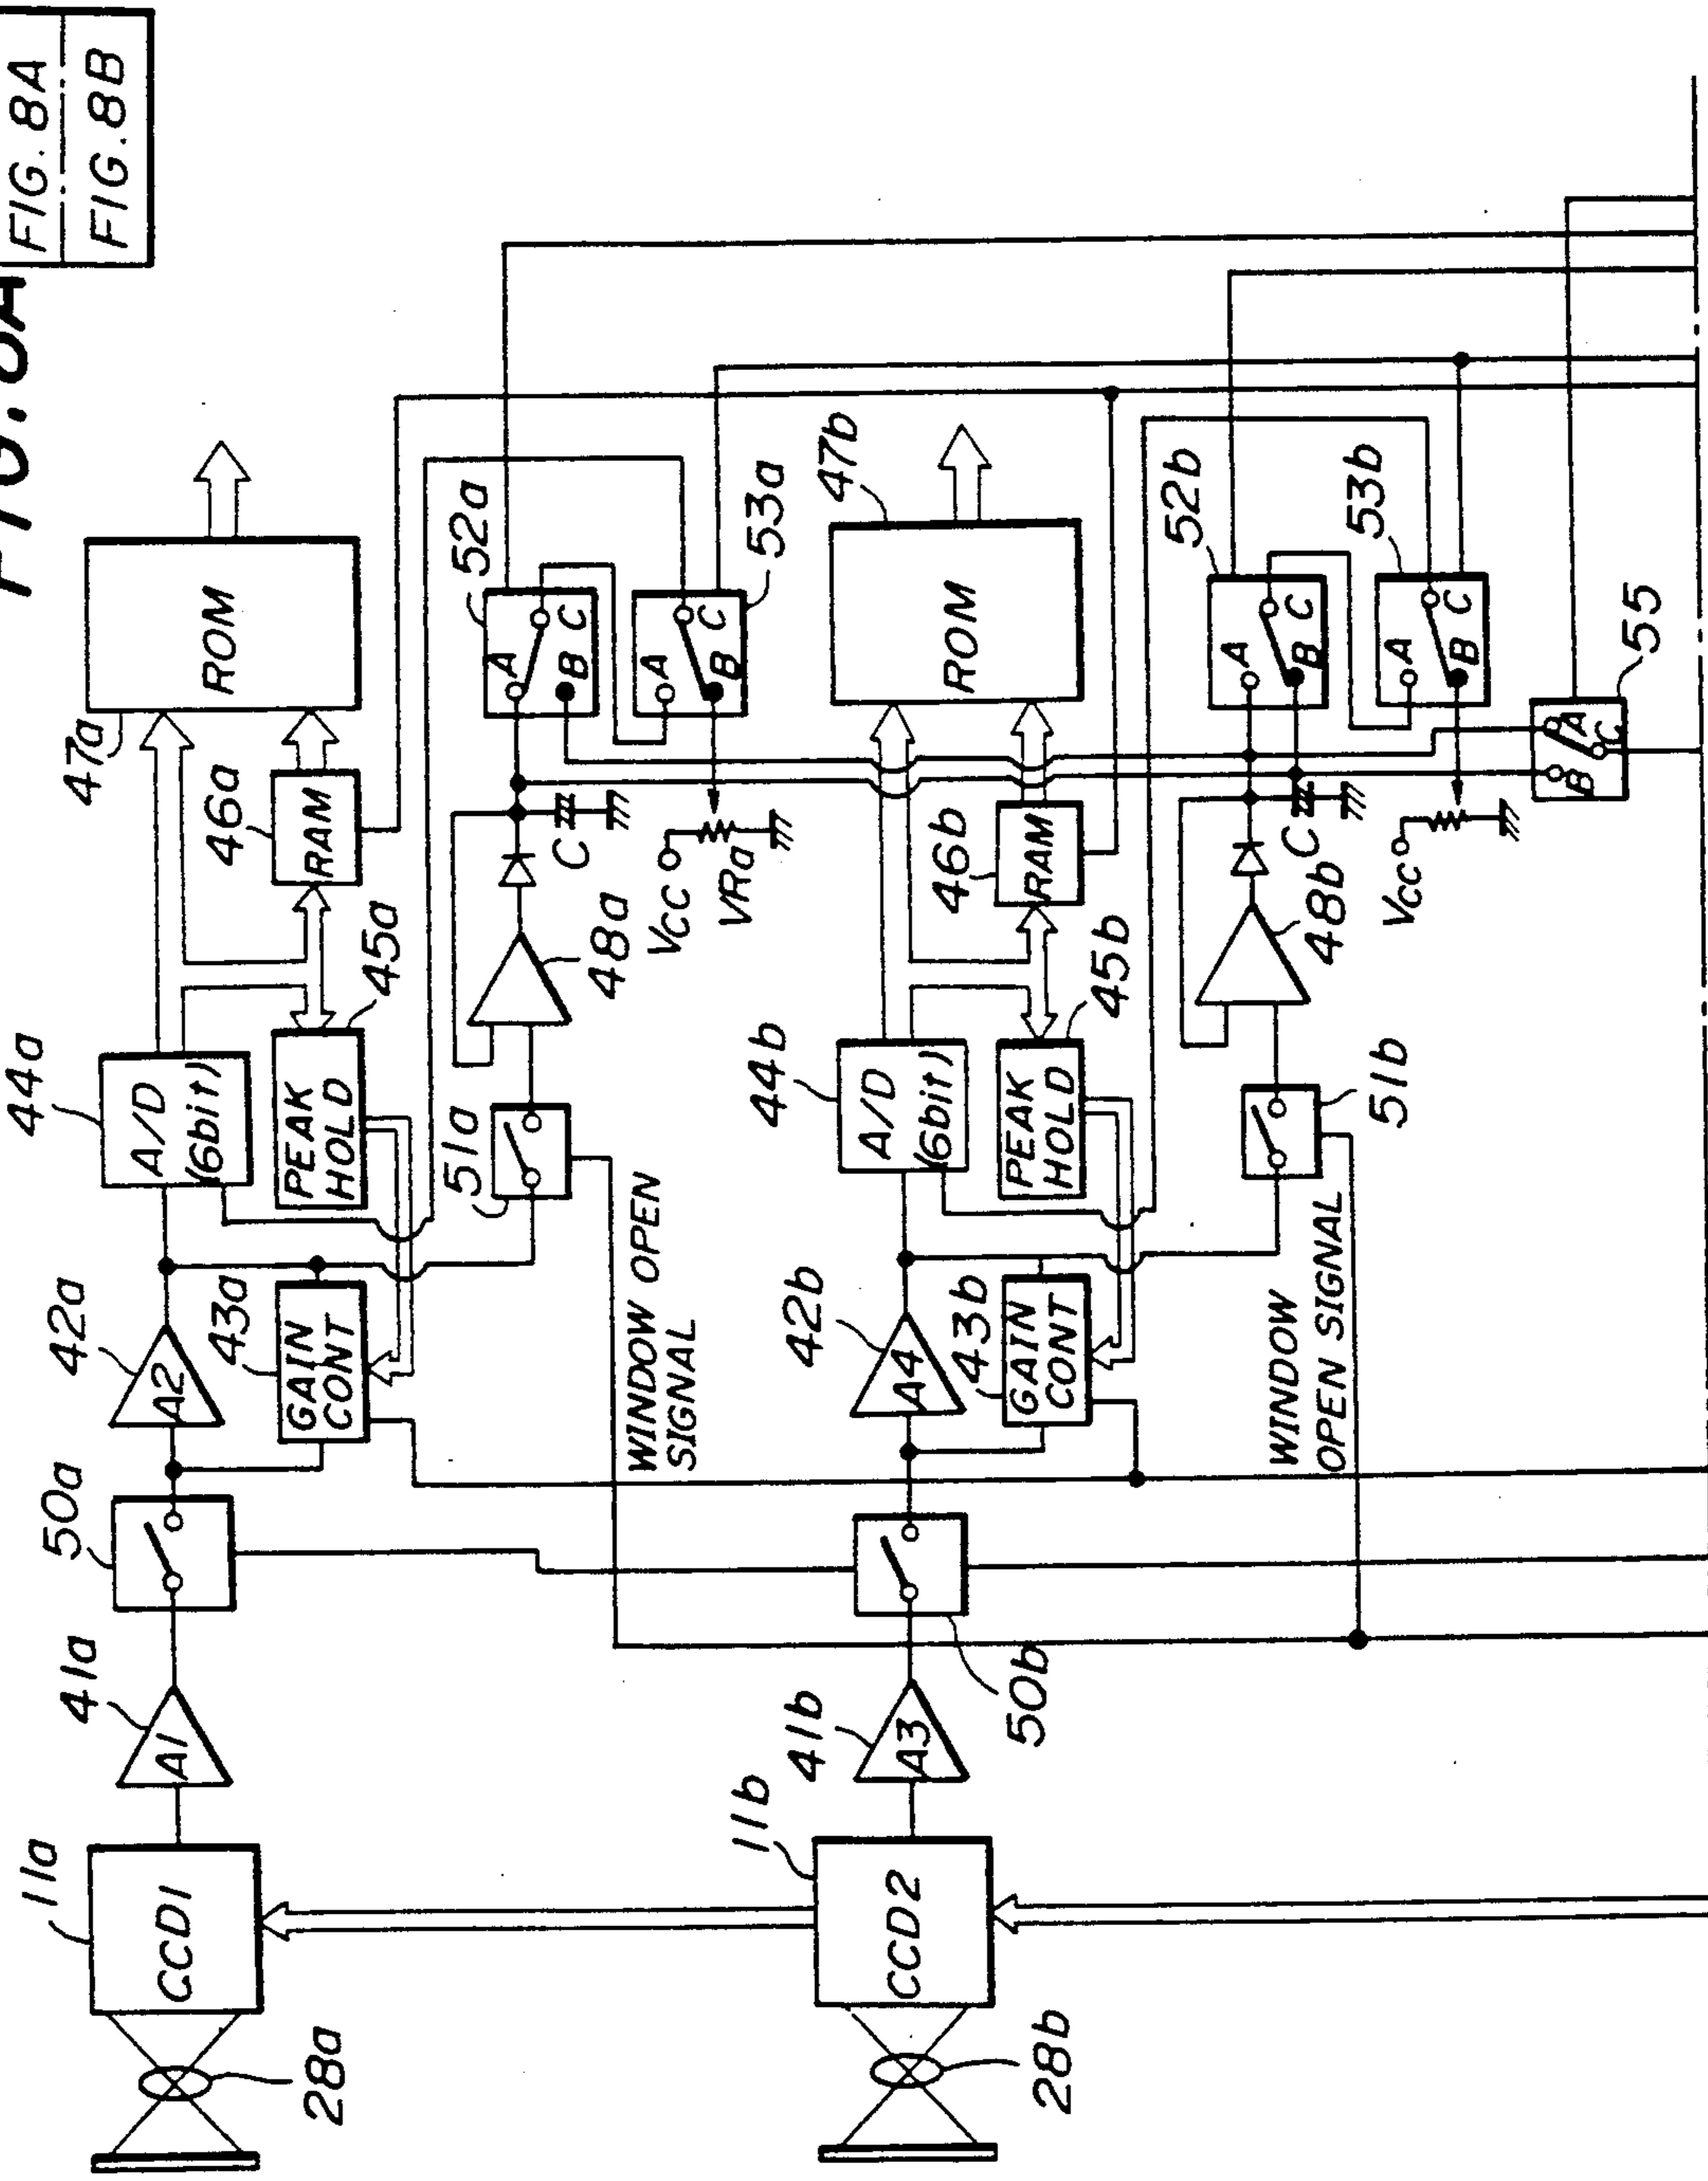 FIG. 8A
FIG. 8A
FIG. 8B
11a
CCD1
28a
41a
A1
50a
42a
A2
43a
GAIN
CONT
44a
A/D
(6bit)
PEAK
HOLD
45a
46a
RAM
47a
ROM
51a
WINDOW OPEN
SIGNAL
48a
C
Vcc
VRa
52a
A
B
C
53a
A
B
C
11b
CCD2
28b
41b
A3
50b
42b
A4
43b
GAIN
CONT
44b
A/D
(6bit)
PEAK
HOLD
45b
46b
RAM
47b
ROM
51b
WINDOW
OPEN SIGNAL
48b
C
Vcc
52b
A
B
C
53b
A
B
C
55
A
B
C